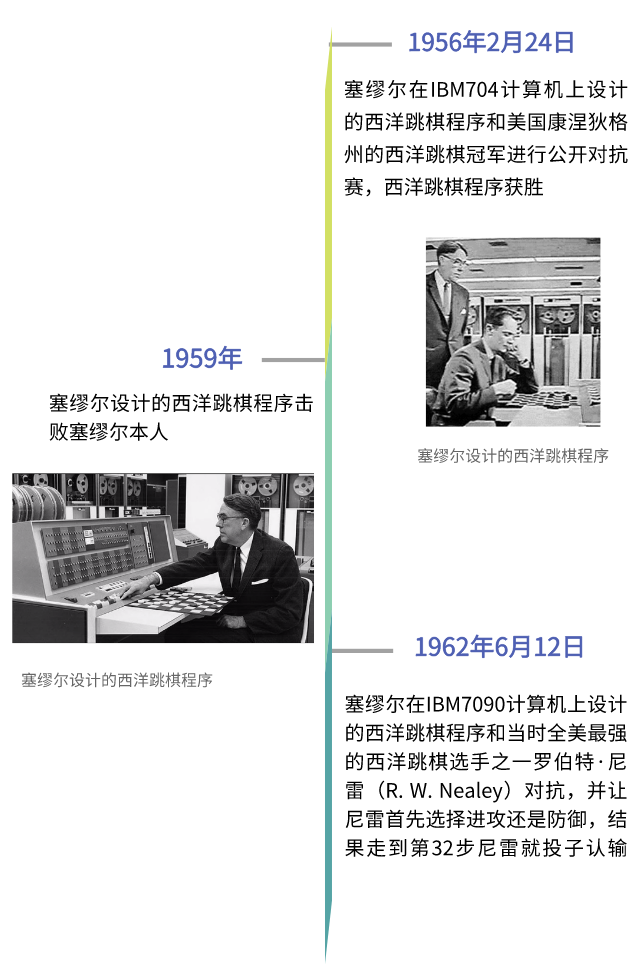 1956年2月24日
塞缪尔在IBM704计算机上设计
的西洋跳棋程序和美国康涅狄格
州的西洋跳棋冠军进行公开对抗
赛，西洋跳棋程序获胜
塞缪尔设计的西洋跳棋程序
1959年
塞缪尔设计的西洋跳棋程序击
败塞缪尔本人
塞缪尔设计的西洋跳棋程序
1962年6月12日
塞缪尔在IBM7090计算机上设计
的西洋跳棋程序和当时全美最强
的西洋跳棋选手之一罗伯特·尼
雷（R. W. Nealey）对抗，并让
尼雷首先选择进攻还是防御，结
果走到第32步尼雷就投子认输